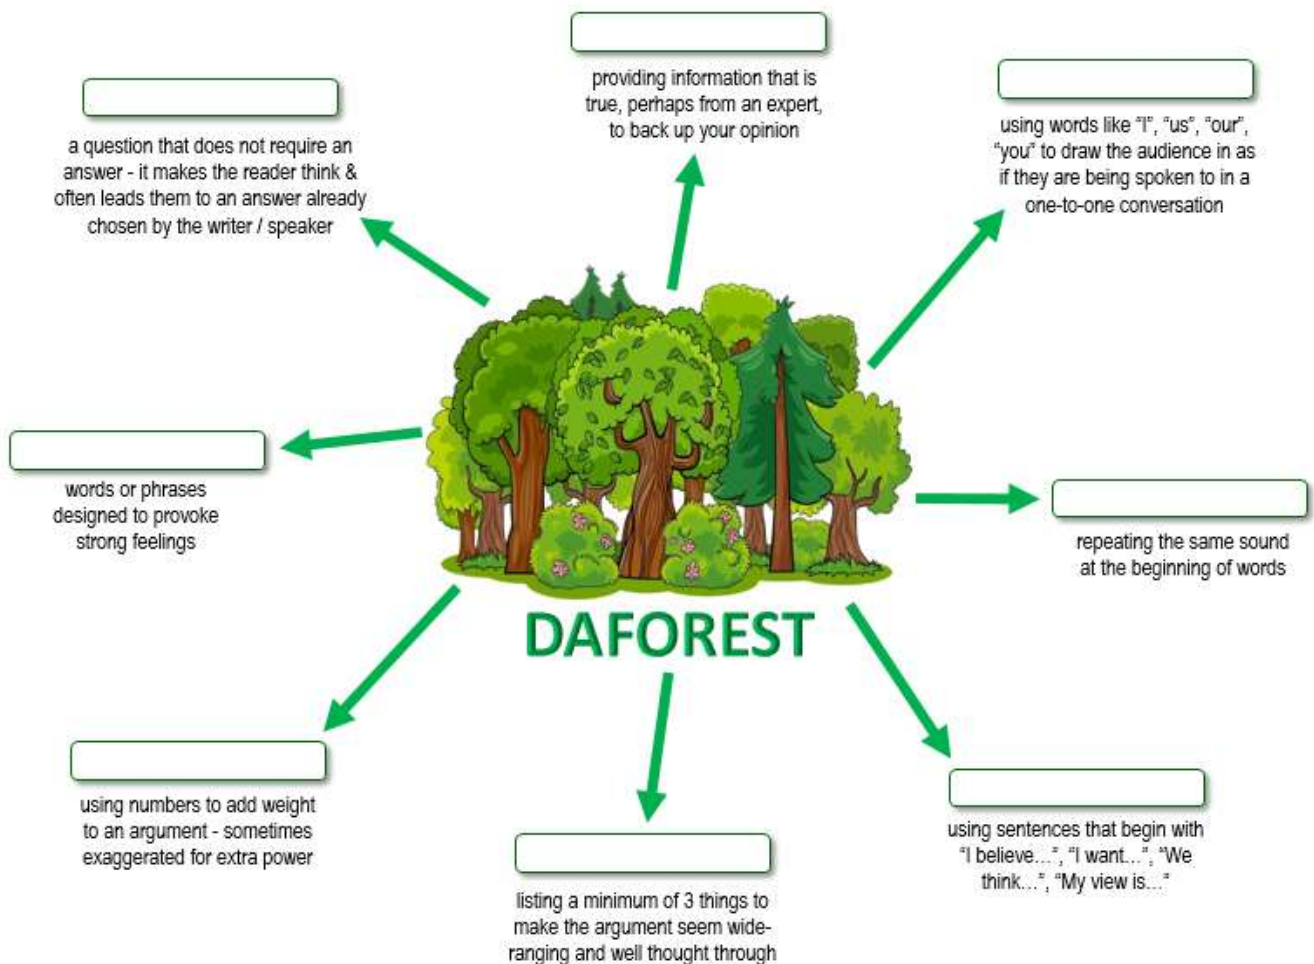 providing information that is
true, perhaps from an expert,
to back up your opinion
a question that does not require an
answer - it makes the reader think &
often leads them to an answer already
chosen by the writer / speaker
using words like “I”, “us”, “our”,
“you” to draw the audience in as
if they are being spoken to in a
one-to-one conversation
words or phrases
designed to provoke
strong feelings
repeating the same sound
at the beginning of words
DAFOREST
using numbers to add weight
to an argument - sometimes
exaggerated for extra power
using sentences that begin with
“I believe…”, “I want…”, “We
think…”, “My view is…”
listing a minimum of 3 things to
make the argument seem wide-
ranging and well thought through